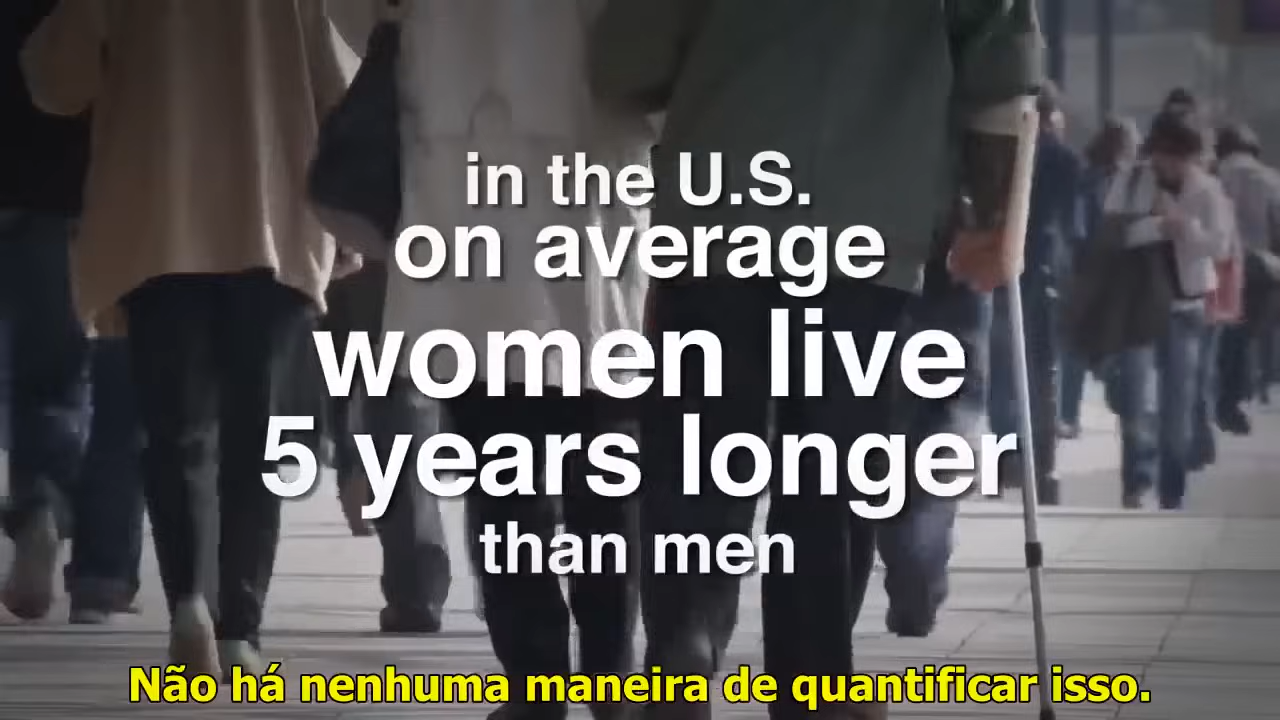 in the U.S.
on average
women live
5 years longer
than men
Não há nenhuma maneira de quantificar isso.